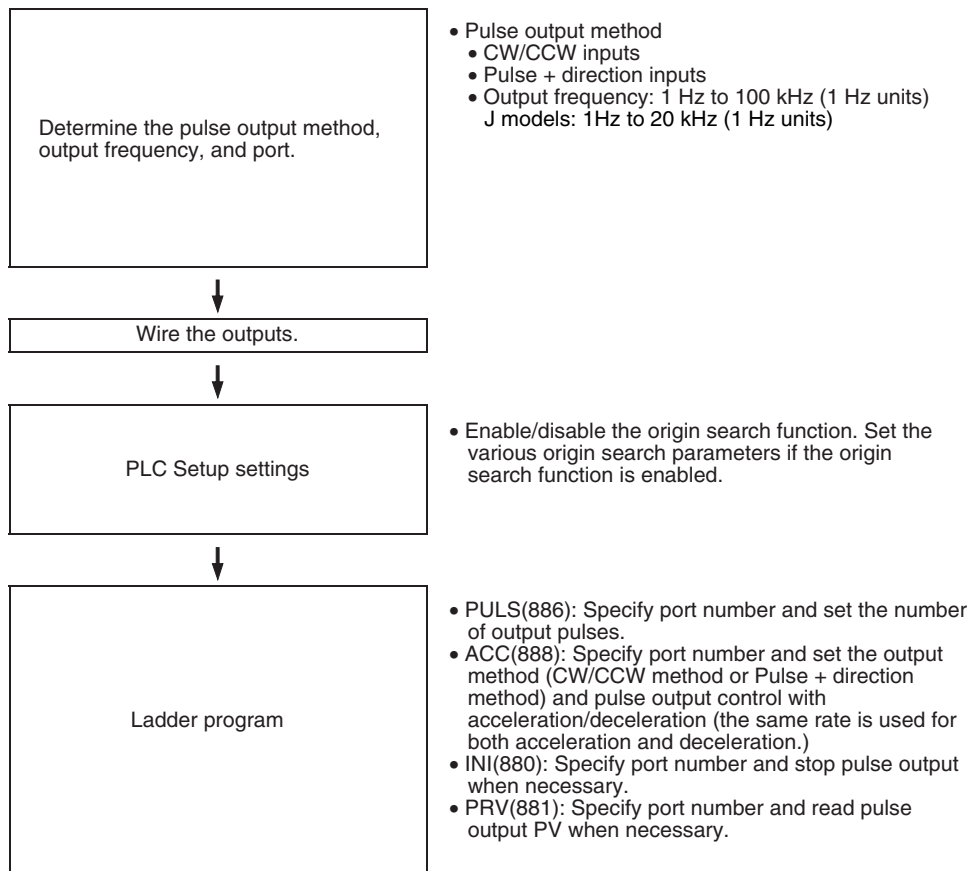 Determine the pulse output method,
output frequency, and port.
• Pulse output method
• CW/CCW inputs
• Pulse + direction inputs
• Output frequency: 1 Hz to 100 kHz (1 Hz units)
J models: 1Hz to 20 kHz (1 Hz units)
Wire the outputs.
PLC Setup settings
• Enable/disable the origin search function. Set the
various origin search parameters if the origin
search function is enabled.
Ladder program
• PULS(886): Specify port number and set the number
of output pulses.
• ACC(888): Specify port number and set the output
method (CW/CCW method or Pulse + direction
method) and pulse output control with
acceleration/deceleration (the same rate is used for
both acceleration and deceleration.)
• INI(880): Specify port number and stop pulse output
when necessary.
• PRV(881): Specify port number and read pulse
output PV when necessary.